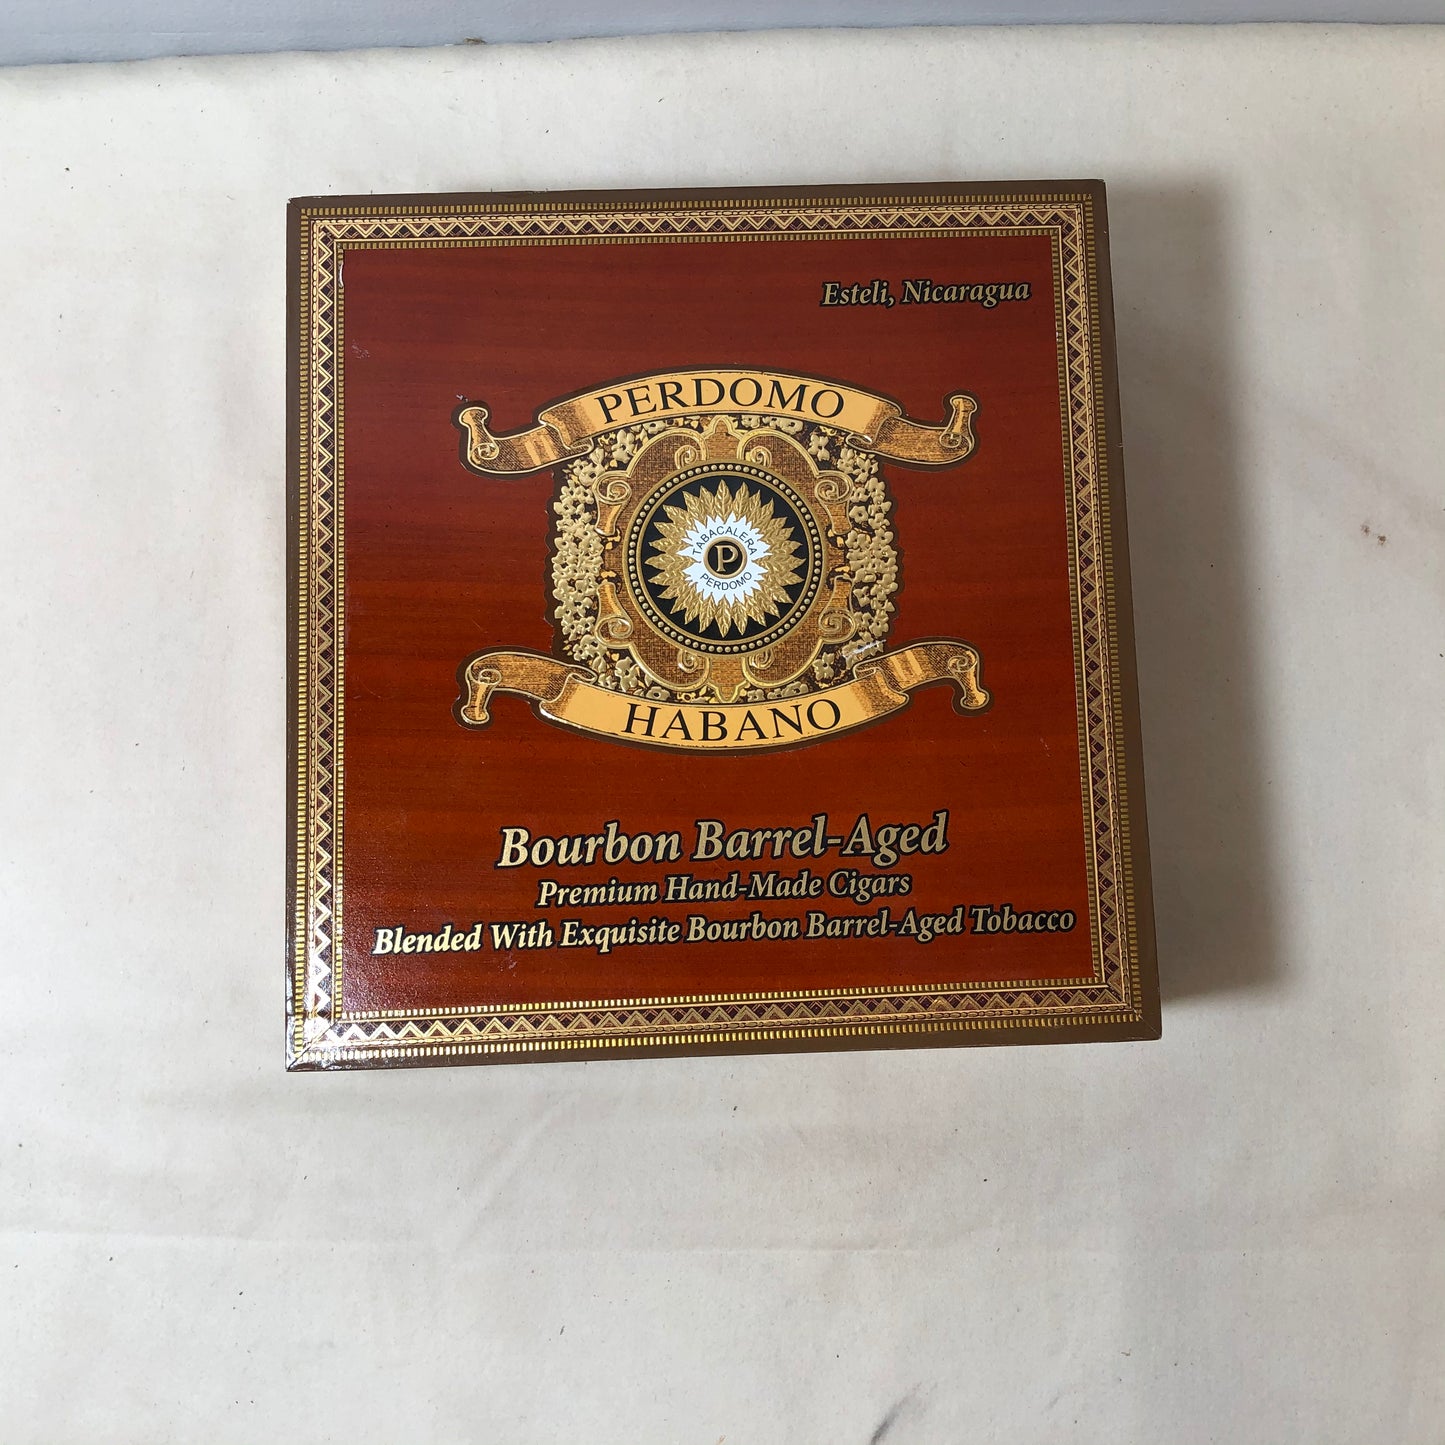 Esteli, Nicaragua
PERDOMO
TABACALERA
P
PERDOMO
HABANO
Bourbon Barrel-Aged
Premium Hand-Made Cigars
Blended With Exquisite Bourbon Barrel-Aged Tobacco